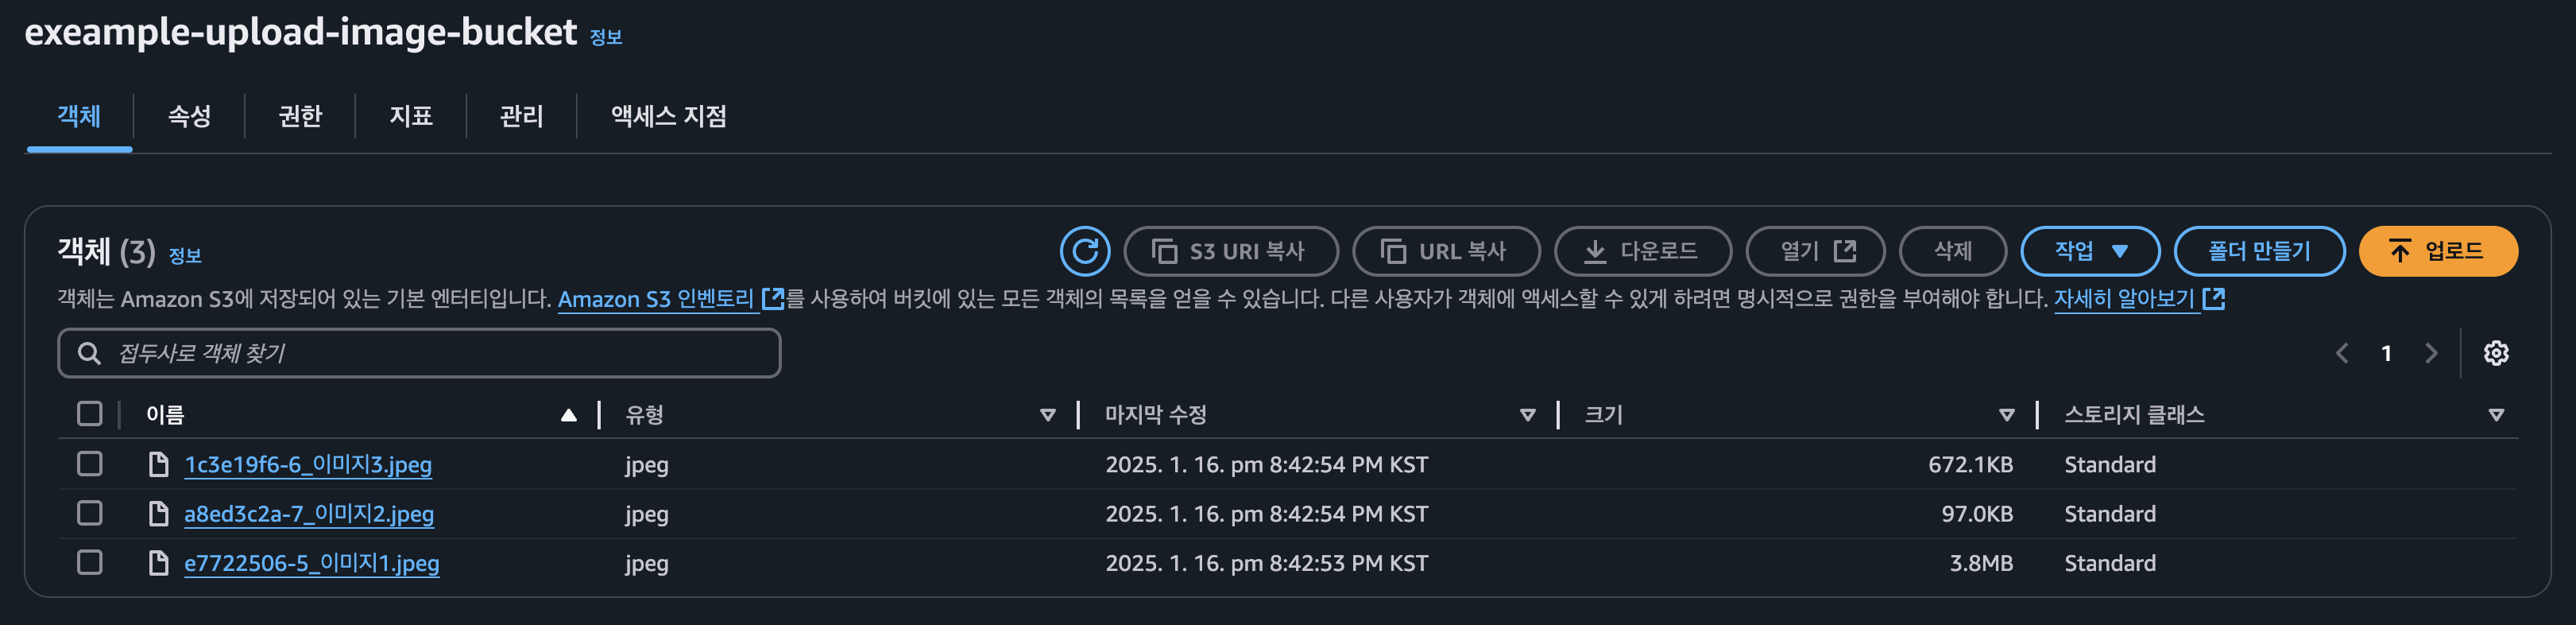 exeample-upload-image-bucket 정보
객체 속성 권한 지표 관리 액세스 지점
객체 (3) 정보 S3 URI 복사 URL 복사 다운로드 열기 삭제 작업 폴더 만들기 업로드
객체는 Amazon S3에 저장되어 있는 기본 엔터티입니다. Amazon S3 인벤토리 를 사용하여 버킷에 있는 모든 객체의 목록을 얻을 수 있습니다. 다른 사용자가 객체에 액세스할 수 있게 하려면 명시적으로 권한을 부여해야 합니다. 자세히 알아보기
접두사로 객체 찾기 1
이름 유형 마지막 수정 크기 스토리지 클래스
1c3e19f6-6_이미지3.jpeg jpeg 2025. 1. 16. pm 8:42:54 PM KST 672.1KB Standard
a8ed3c2a-7_이미지2.jpeg jpeg 2025. 1. 16. pm 8:42:54 PM KST 97.0KB Standard
e7722506-5_이미지1.jpeg jpeg 2025. 1. 16. pm 8:42:53 PM KST 3.8MB Standard